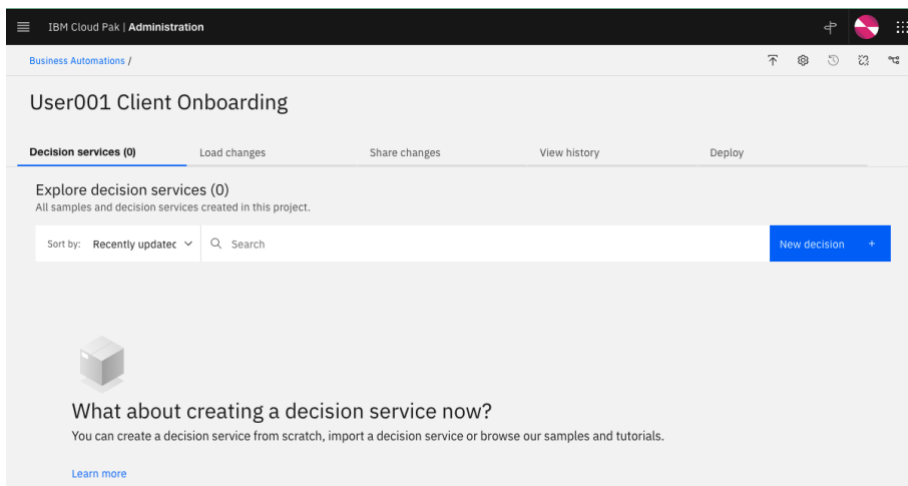 IBM Cloud Pak | Administration
Business Automations /
User001 Client Onboarding
Decision services (0) Load changes Share changes View history Deploy
Explore decision services (0)
All samples and decision services created in this project.
Sort by: Recently updated Search New decision +
What about creating a decision service now?
You can create a decision service from scratch, import a decision service or browse our samples and tutorials.
Learn more